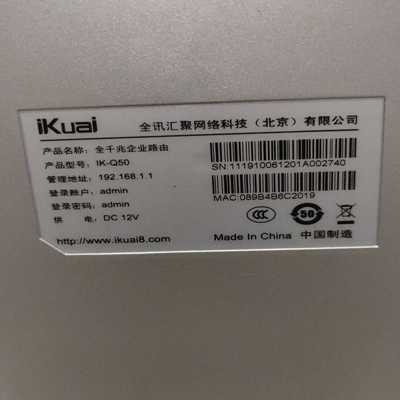 iKuai 全讯汇聚网络科技（北京）有限公司
产品名称: 全千兆企业路由
产品型号: IK-Q50
SN:111910061201A002740
管理地址: 192.168.1.1
登录账户: admin
MAC:089B4B6C2019
登录密码: admin
供 电: DC 12V
50
http://www.ikuai8.com
Made In China 中国制造